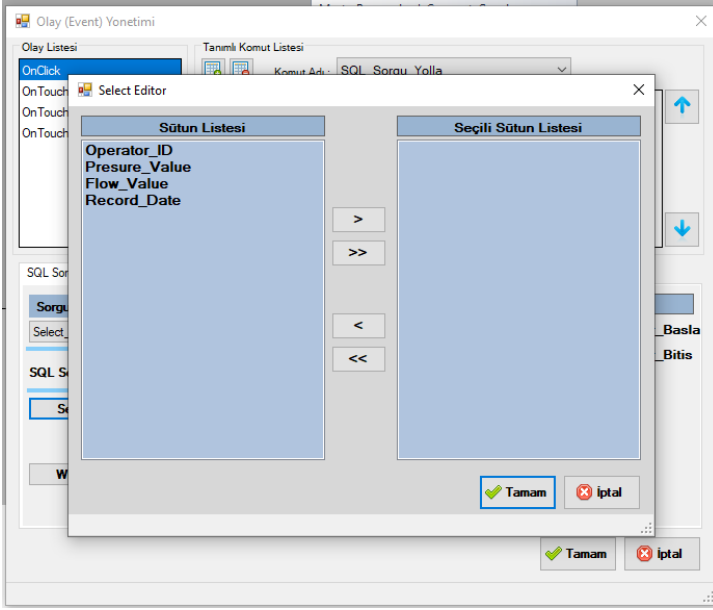 Olay (Event) Yonetimi
Olay Listesi
Tanımlı Komut Listesi
OnClick
Komut Adı : SQL_Sorgu_Yolla
OnTouch
OnTouch
OnTouch
Select Editor
Sütun Listesi
Seçili Sütun Listesi
Operator_ID
Presure_Value
Flow_Value
Record_Date
>
>>
<
<<
SQL Sor
Sorgu
Select_
_Basla
_Bitis
SQL S
Se
W
Tamam
İptal
Tamam
İptal